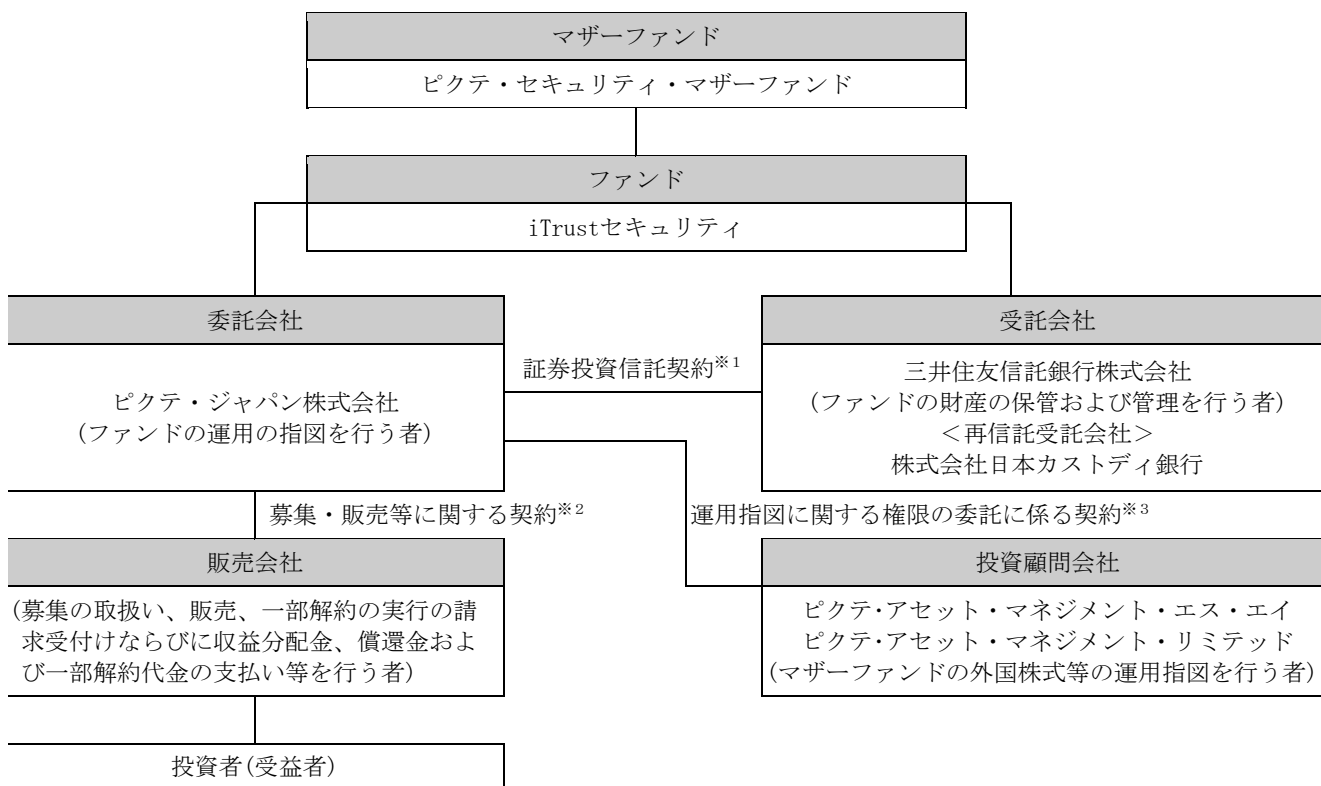 マザーファンド
ピクテ・セキュリティ・マザーファンド
ファンド
iTrustセキュリティ
委託会社
ピクテ・ジャパン株式会社
(ファンドの運用の指図を行う者)
証券投資信託契約※1
受託会社
三井住友信託銀行株式会社
(ファンドの財産の保管および管理を行う者)
<再信託受託会社>
株式会社日本カストディ銀行
募集・販売等に関する契約※2
運用指図に関する権限の委託に係る契約※3
販売会社
(募集の取扱い、販売、一部解約の実行の請
求受付けならびに収益分配金、償還金およ
び一部解約代金の支払い等を行う者)
投資顧問会社
ピクテ・アセット・マネジメント・エス・エイ
ピクテ・アセット・マネジメント・リミテッド
(マザーファンドの外国株式等の運用指図を行う者)
投資者(受益者)